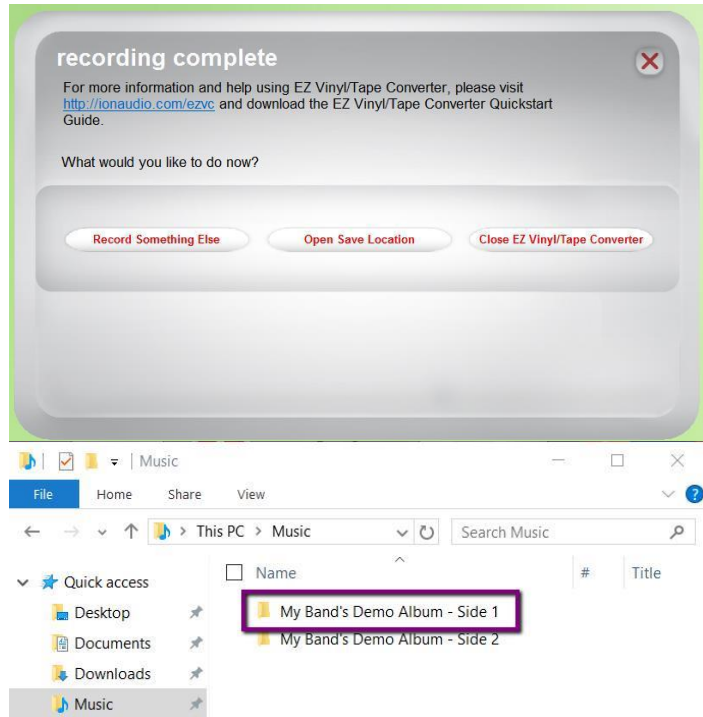 recording complete
For more information and help using EZ Vinyl/Tape Converter, please visit
http://ionaudio.com/ezvc and download the EZ Vinyl/Tape Converter Quickstart
Guide.
What would you like to do now?
Record Something Else
Open Save Location
Close EZ Vinyl/Tape Converter
Music
File Home Share View
This PC > Music
Search Music
Name # Title
Quick access
Desktop
Documents
Downloads
Music
My Band's Demo Album - Side 1
My Band's Demo Album - Side 2